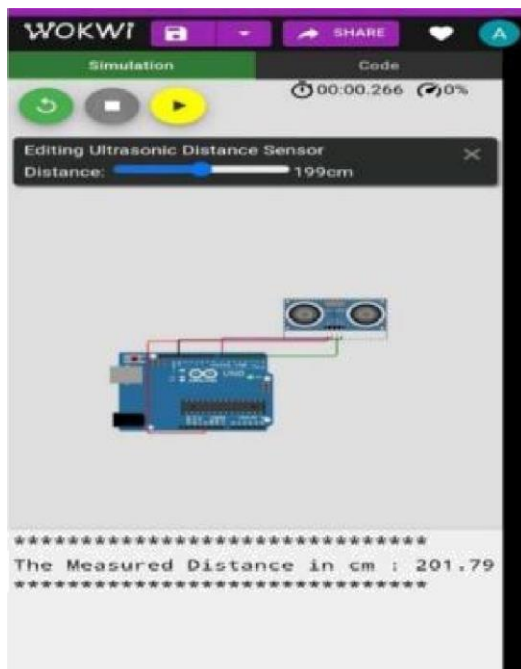 WOKWI SHARE A
Simulation Code
00:00.266 0%
Editing Ultrasonic Distance Sensor
Distance: 199cm
UNO
*******************************
The Measured Distance in cm : 201.79
*******************************